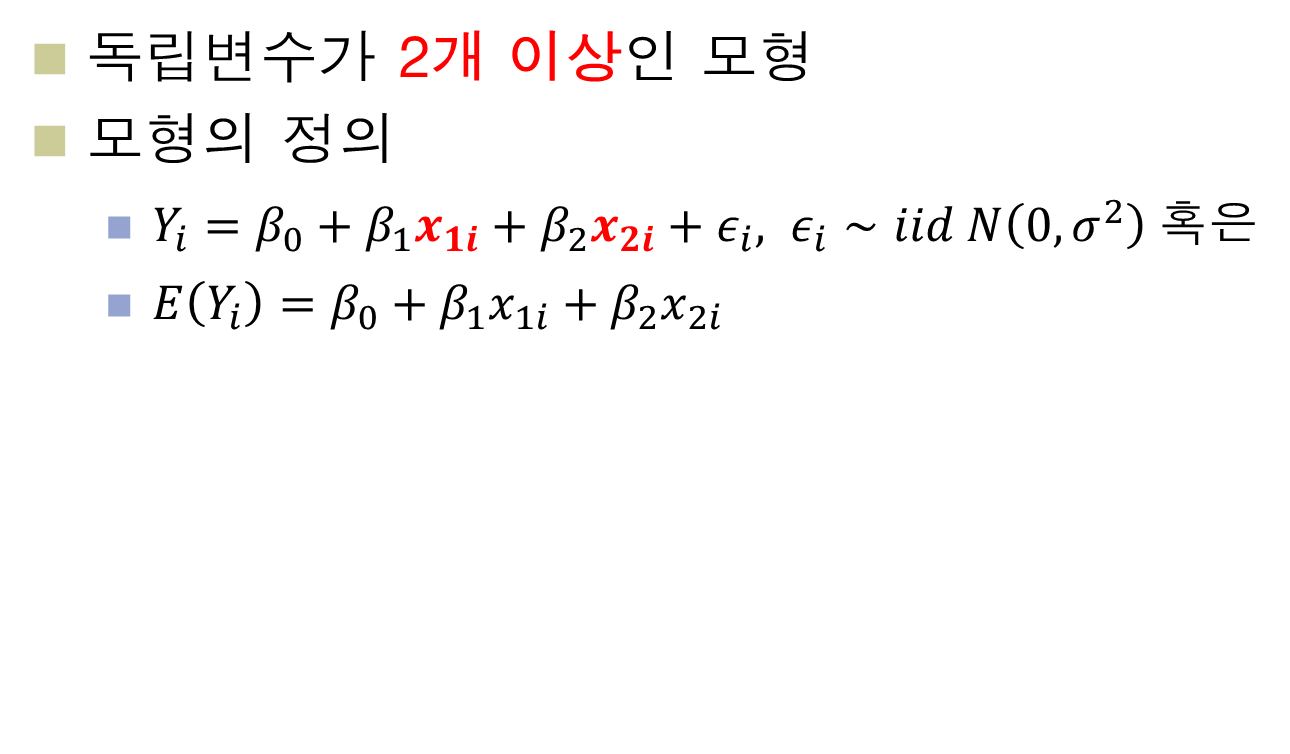 독립변수가 2개 이상인 모형
모형의 정의
Yᵢ = β₀ + β₁x₁ᵢ + β₂x₂ᵢ + ϵᵢ, ϵᵢ ~ iid N(0, σ²) 혹은
E(Yᵢ) = β₀ + β₁x₁ᵢ + β₂x₂ᵢ